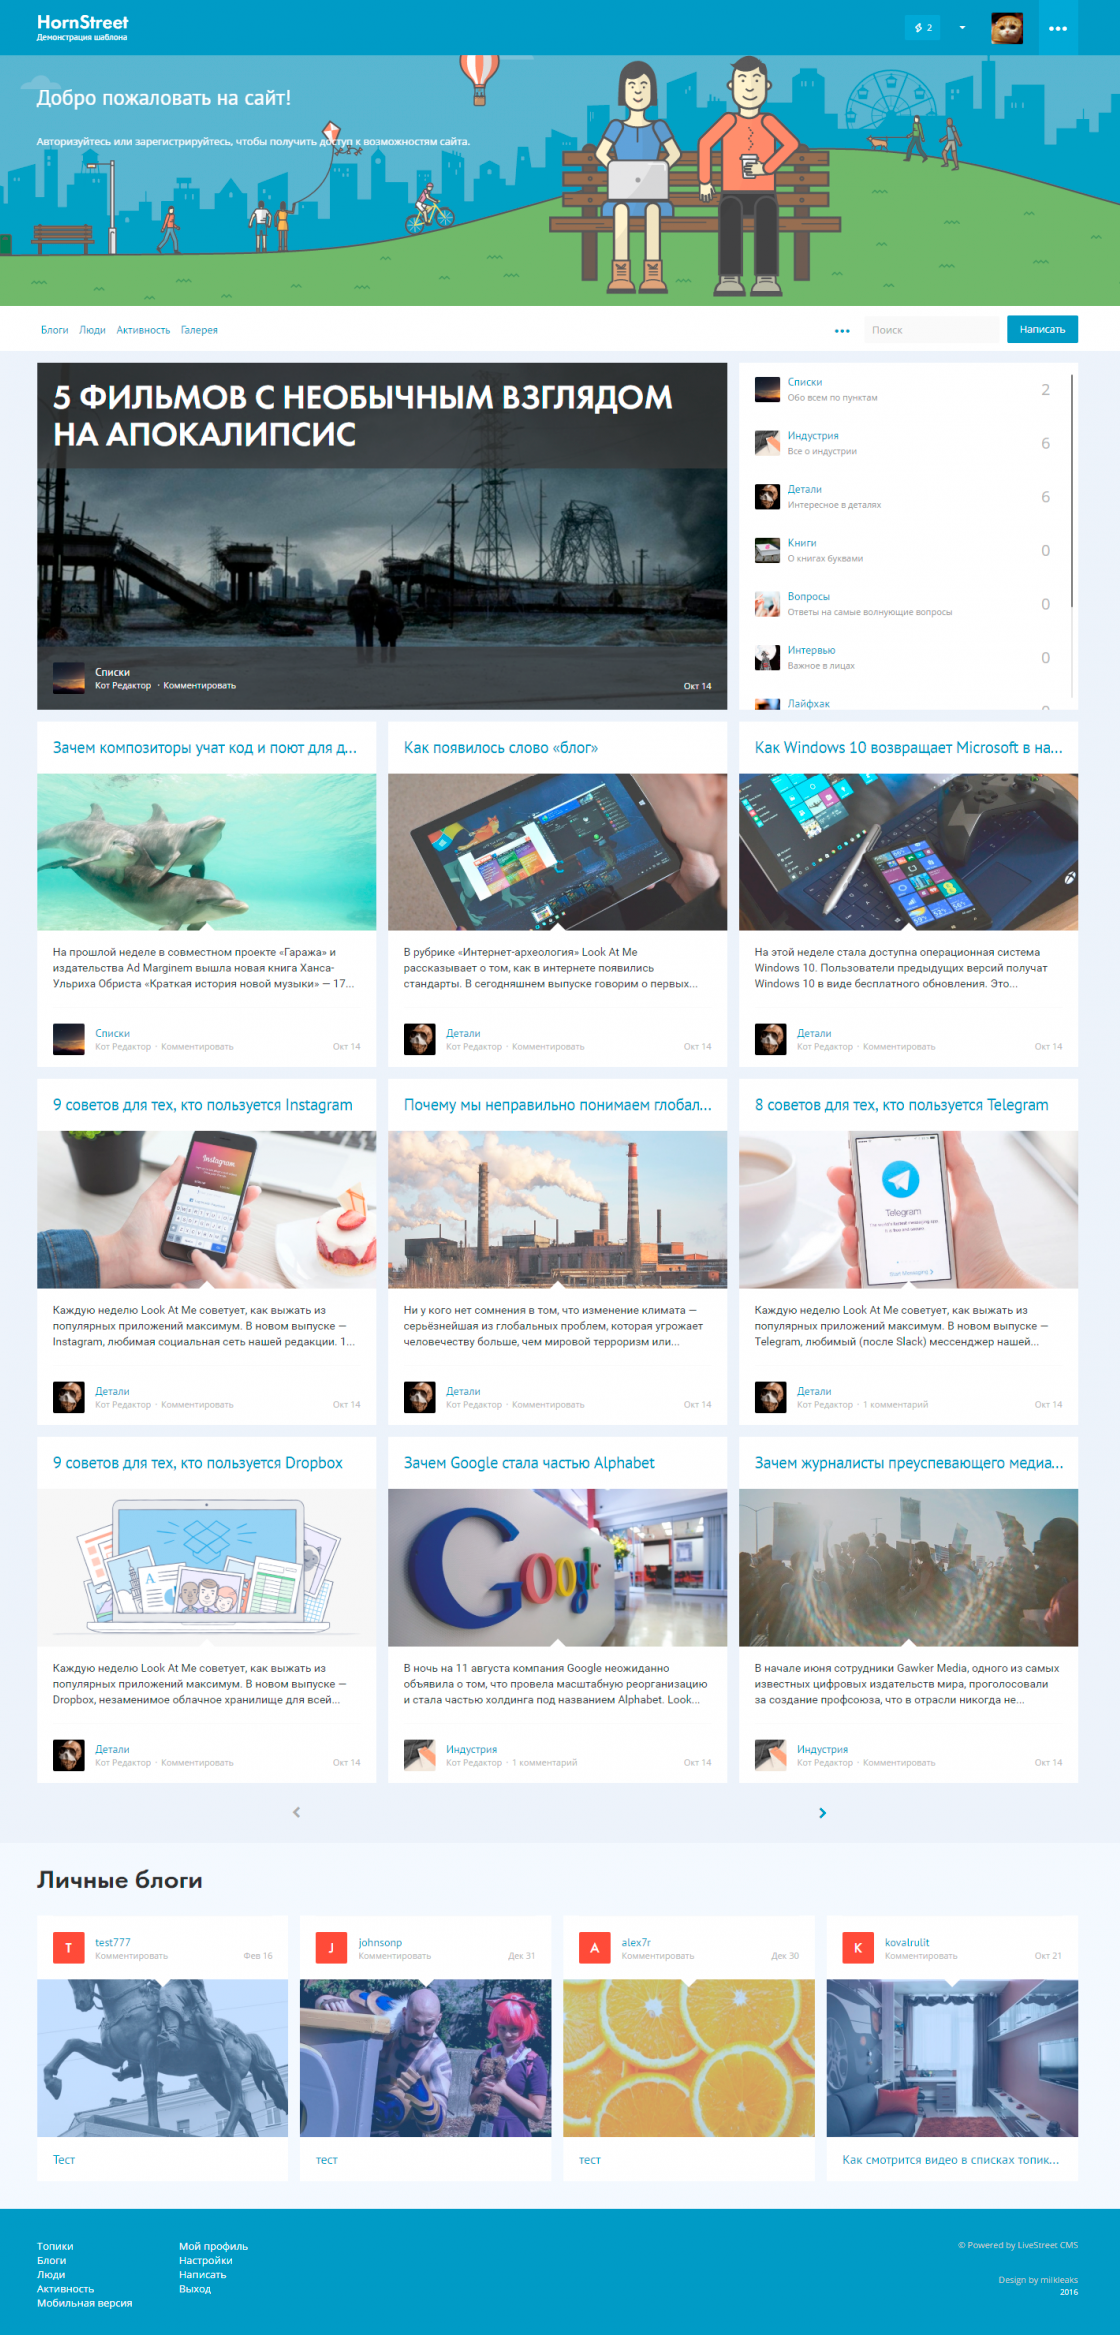 HornStreet
Демонстрация шаблона
2
Добро пожаловать на сайт!
Авторизуйтесь или зарегистрируйтесь, чтобы получить доступ к возможностям сайта.
Блоги Люди Активность Галерея
Поиск
Написать
5 ФИЛЬМОВ С НЕОБЫЧНЫМ ВЗГЛЯДОМ
НА АПОКАЛИПСИС
Списки
Кот Редактор · Комментировать
Окт 14
Списки
Обо всем по пунктам
2
Индустрия
Все о индустрии
6
Детали
Интересное в деталях
6
Книги
О книгах буквами
0
Вопросы
Ответы на самые волнующие вопросы
0
Интервью
Важное в лицах
0
Лайфхак
Зачем композиторы учат код и поют для д...
На прошлой неделе в совместном проекте «Гаража» и
издательства Ad Marginem вышла новая книга Ханса-
Ульриха Обриста «Краткая история новой музыки» — 17...
Списки
Кот Редактор · Комментировать
Окт 14
Как появилось слово «блог»
В рубрике «Интернет-археология» Look At Me
рассказывает о том, как в интернете появились
стандарты. В сегодняшнем выпуске говорим о первых...
Детали
Кот Редактор · Комментировать
Окт 14
Как Windows 10 возвращает Microsoft в на...
На этой неделе стала доступна операционная система
Windows 10. Пользователи предыдущих версий получат
Windows 10 в виде бесплатного обновления. Это...
Детали
Кот Редактор · Комментировать
Окт 14
9 советов для тех, кто пользуется Instagram
Instagram
Каждую неделю Look At Me советует, как выжать из
популярных приложений максимум. В новом выпуске —
Instagram, любимая социальная сеть нашей редакции. 1...
Детали
Кот Редактор · Комментировать
Окт 14
Почему мы неправильно понимаем глобал...
Ни у кого нет сомнения в том, что изменение климата —
серьёзнейшая из глобальных проблем, которая угрожает
человечеству больше, чем мировой терроризм или...
Детали
Кот Редактор · Комментировать
Окт 14
8 советов для тех, кто пользуется Telegram
Telegram
Start Messaging
Каждую неделю Look At Me советует, как выжать из
популярных приложений максимум. В новом выпуске —
Telegram, любимый (после Slack) мессенджер нашей...
Детали
Кот Редактор · 1 комментарий
Окт 14
9 советов для тех, кто пользуется Dropbox
A
Каждую неделю Look At Me советует, как выжать из
популярных приложений максимум. В новом выпуске —
Dropbox, незаменимое облачное хранилище для всей...
Детали
Кот Редактор · Комментировать
Окт 14
Зачем Google стала частью Alphabet
Google
В ночь на 11 августа компания Google неожиданно
объявила о том, что провела масштабную реорганизацию
и стала частью холдинга под названием Alphabet. Look...
Индустрия
Кот Редактор · 1 комментарий
Окт 14
Зачем журналисты преуспевающего медиа...
В начале июня сотрудники Gawker Media, одного из самых
известных цифровых издательств мира, проголосовали
за создание профсоюза, что в отрасли никогда не...
Индустрия
Кот Редактор · Комментировать
Окт 14
Личные блоги
T
test777
Комментировать
Фев 16
Тест
J
johnsonp
Комментировать
Дек 31
тест
A
alex7r
Комментировать
Дек 30
тест
K
kovalrulit
Комментировать
Окт 21
Как смотрится видео в списках топик...
Топики
Блоги
Люди
Активность
Мобильная версия
Мой профиль
Настройки
Написать
Выход
© Powered by LiveStreet CMS
Design by milkleaks
2016